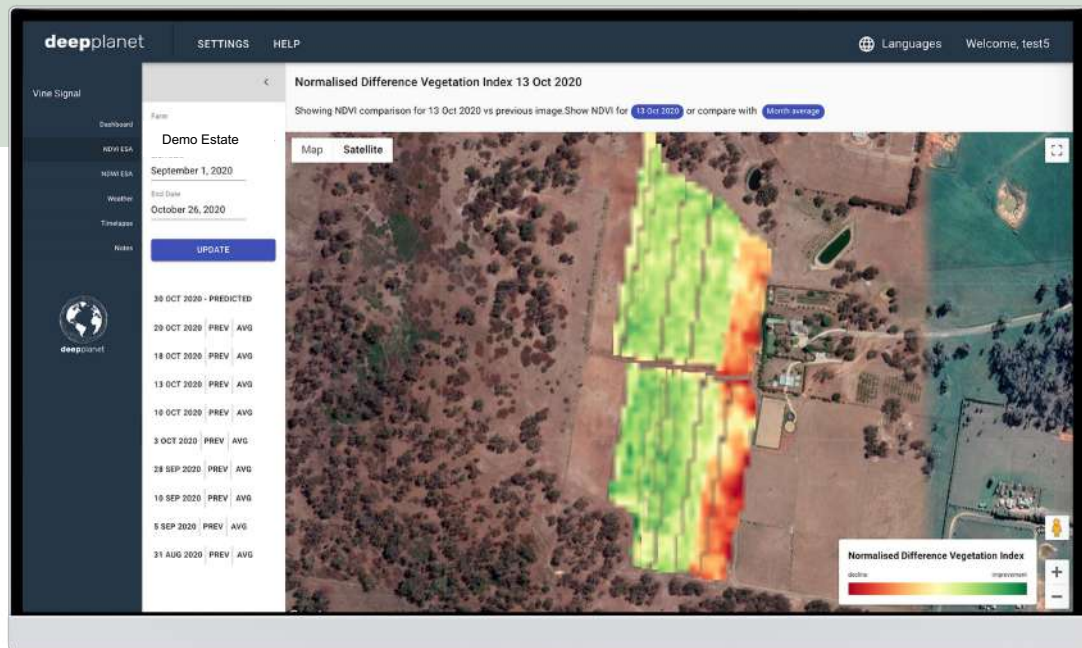 deepplanet
SETTINGS HELP
Languages Welcome, test5
Vine Signal
Dashboard
NDVI ESA
NDWI ESA
Weather
Timelapse
Notes
deepplanet
Farm
Demo Estate
September 1, 2020
End Date
October 26, 2020
UPDATE
30 OCT 2020 - PREDICTED
20 OCT 2020 PREV AVG
18 OCT 2020 PREV AVG
13 OCT 2020 PREV AVG
10 OCT 2020 PREV AVG
3 OCT 2020 PREV AVG
28 SEP 2020 PREV AVG
10 SEP 2020 PREV AVG
5 SEP 2020 PREV AVG
31 AUG 2020 PREV AVG
Normalised Difference Vegetation Index 13 Oct 2020
Showing NDVI comparison for 13 Oct 2020 vs previous image.Show NDVI for 13 Oct 2020 or compare with Month average
Map Satellite
Normalised Difference Vegetation Index
decline improvement